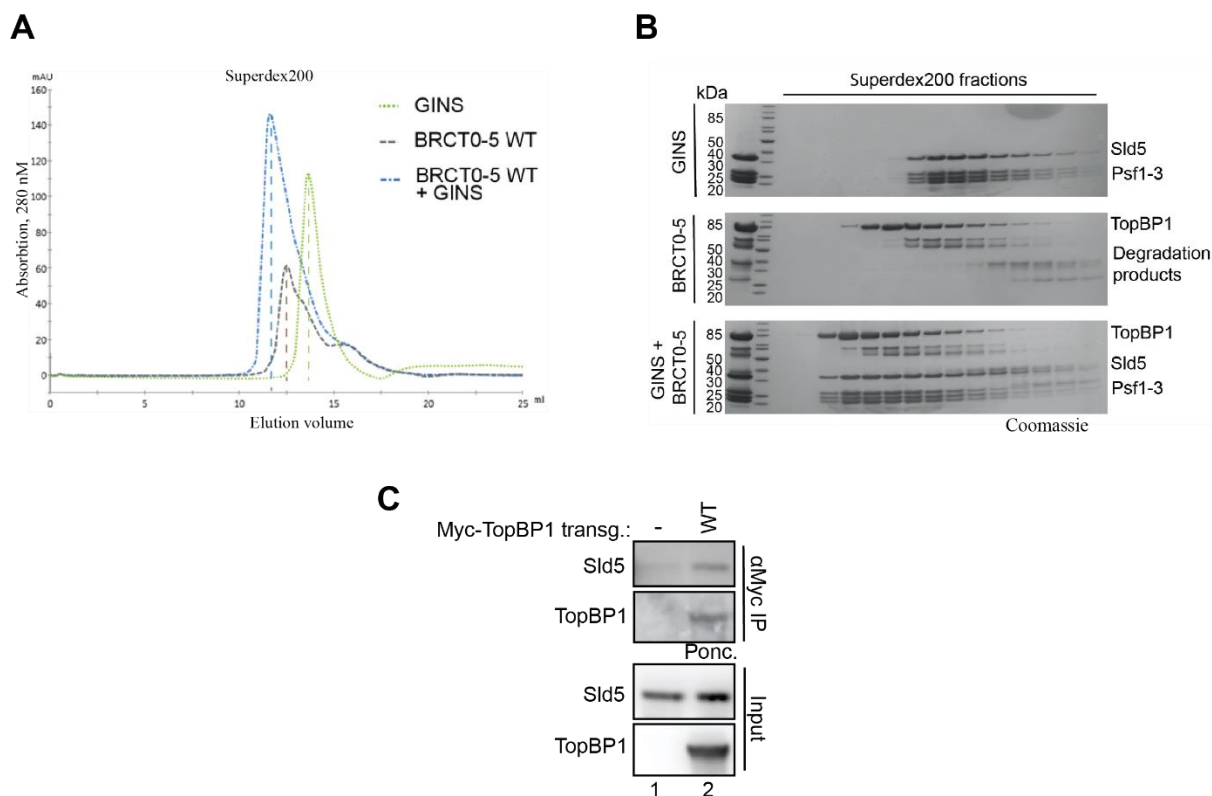 A
Superdex200
mAU
160
140
120
100
80
60
40
20
0
Absorbtion, 280 nM
GINS
BRCT0-5 WT
BRCT0-5 WT
+ GINS
0
5
10
15
20
25
ml
Elution volume
B
Superdex200 fractions
kDa
GINS
85
50
40
30
25
20
Sld5
Psf1-3
BRCT0-5
85
50
40
30
25
20
TopBP1
Degradation
products
GINS +
BRCT0-5
85
60
50
40
30
25
20
TopBP1
Sld5
Psf1-3
Coomassie
C
Myc-TopBP1 transg.: - WT
Sld5
TopBP1
αMyc IP
Ponc.
Sld5
TopBP1
Input
1 2